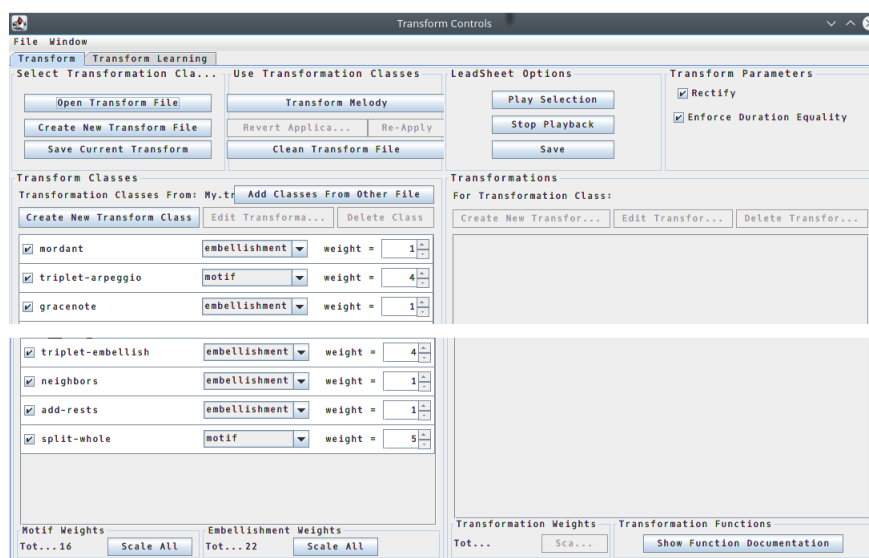 Transform Controls
File Window
Transform Transform Learning
Select Transformation Cla... Use Transformation Classes LeadSheet Options Transform Parameters
Open Transform File Transform Melody Play Selection Rectify
Create New Transform File Revert Applica... Re-Apply Stop Playback Enforce Duration Equality
Save Current Transform Clean Transform File Save
Transform Classes Transformations
Transformation Classes From: My.tr Add Classes From Other File For Transformation Class:
Create New Transform Class Edit Transforma... Delete Class Create New Transfor... Edit Transfor... Delete Transfor...
mordant embellishment weight = 1
triplet-arpeggio motif weight = 4
gracenote embellishment weight = 1
triplet-embellish embellishment weight = 4
neighbors embellishment weight = 1
add-rests embellishment weight = 1
split-whole motif weight = 5
Motif Weights Embellishment Weights Transformation Weights Transformation Functions
Tot...16 Scale All Tot...22 Scale All Tot... Sca... Show Function Documentation